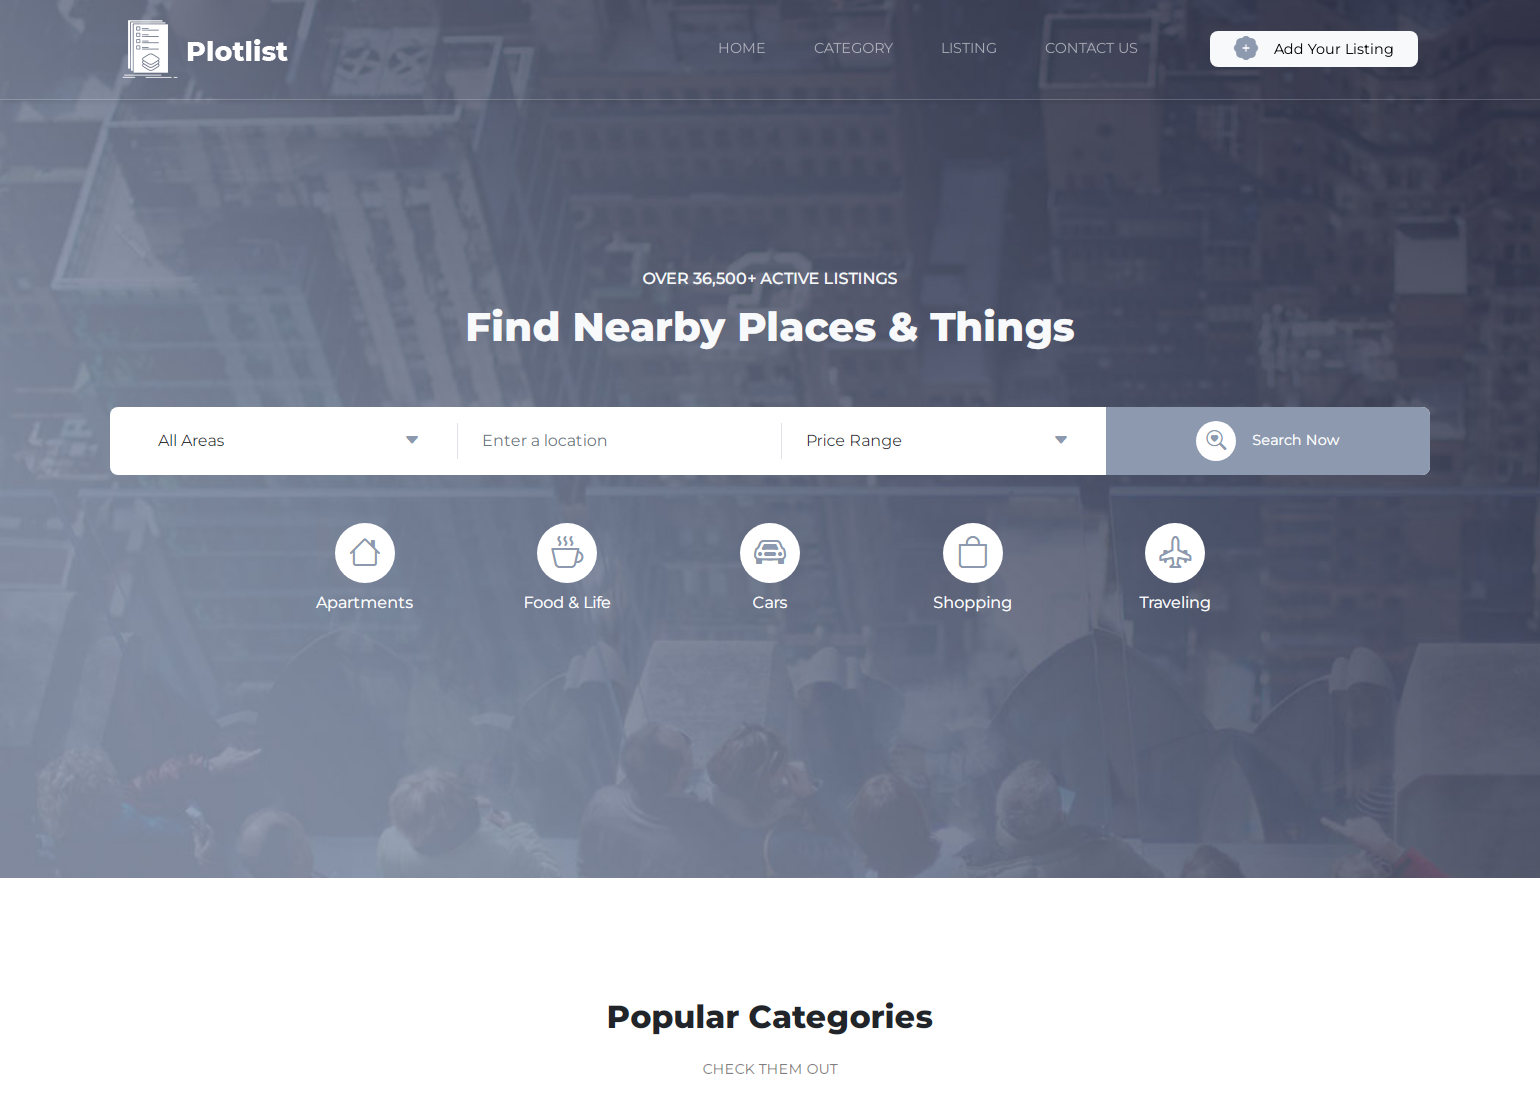 Plotlist
HOME
CATEGORY
LISTING
CONTACT US
Add Your Listing
OVER 36,500+ ACTIVE LISTINGS
Find Nearby Places & Things
All Areas
Enter a location
Price Range
Search Now
Apartments
Food & Life
Cars
Shopping
Traveling
Popular Categories
CHECK THEM OUT